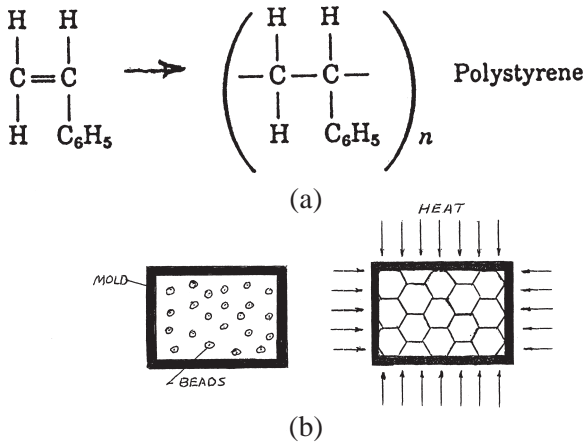 H H H H
C=C → ( —C—C— )n Polystyrene
H C₆H₅ H C₆H₅
(a)
HEAT
MOLD
BEADS
(b)